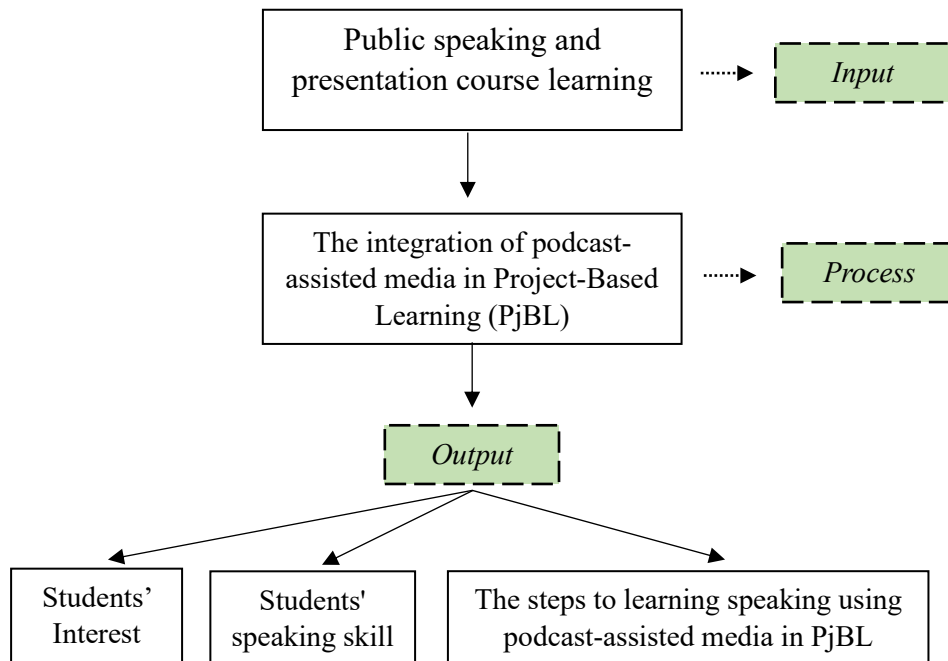 Public speaking and
presentation course learning
Input
The integration of podcast-
assisted media in Project-Based
Learning (PjBL)
Process
Output
Students’
Interest
Students'
speaking skill
The steps to learning speaking using
podcast-assisted media in PjBL